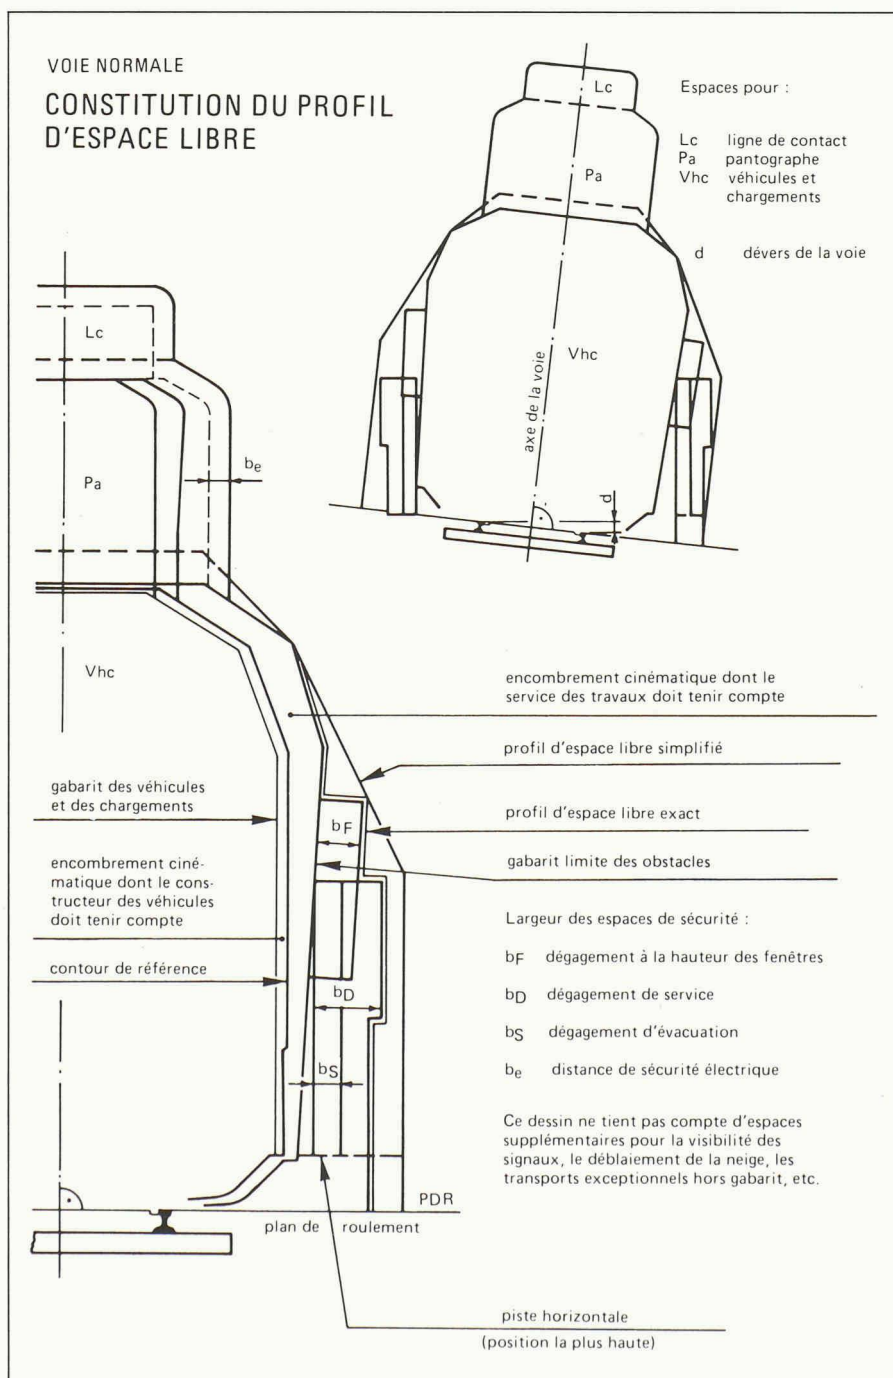 VOIE NORMALE
CONSTITUTION DU PROFIL
D'ESPACE LIBRE
Lc
Pa
Vhc
axe de la voie
d
Espaces pour :
Lc ligne de contact
Pa pantographe
Vhc véhicules et
chargements
d dévers de la voie
Lc
be
Pa
Vhc
encombrement cinématique dont le
service des travaux doit tenir compte
profil d'espace libre simplifié
gabarit des véhicules
et des chargements
profil d'espace libre exact
bF
gabarit limite des obstacles
encombrement ciné-
matique dont le cons-
tructeur des véhicules
doit tenir compte
contour de référence
bD
bS
Largeur des espaces de sécurité :
bF dégagement à la hauteur des fenêtres
bD dégagement de service
bS dégagement d'évacuation
be distance de sécurité électrique
Ce dessin ne tient pas compte d'espaces
supplémentaires pour la visibilité des
signaux, le déblaiement de la neige, les
transports exceptionnels hors gabarit, etc.
PDR
plan de roulement
piste horizontale
(position la plus haute)